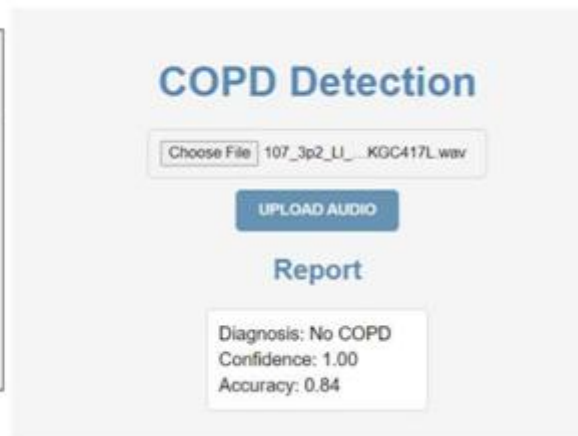 COPD Detection
Choose File 107_3p2_Ll_...KGC417L.wav
UPLOAD AUDIO
Report
Diagnosis: No COPD
Confidence: 1.00
Accuracy: 0.84